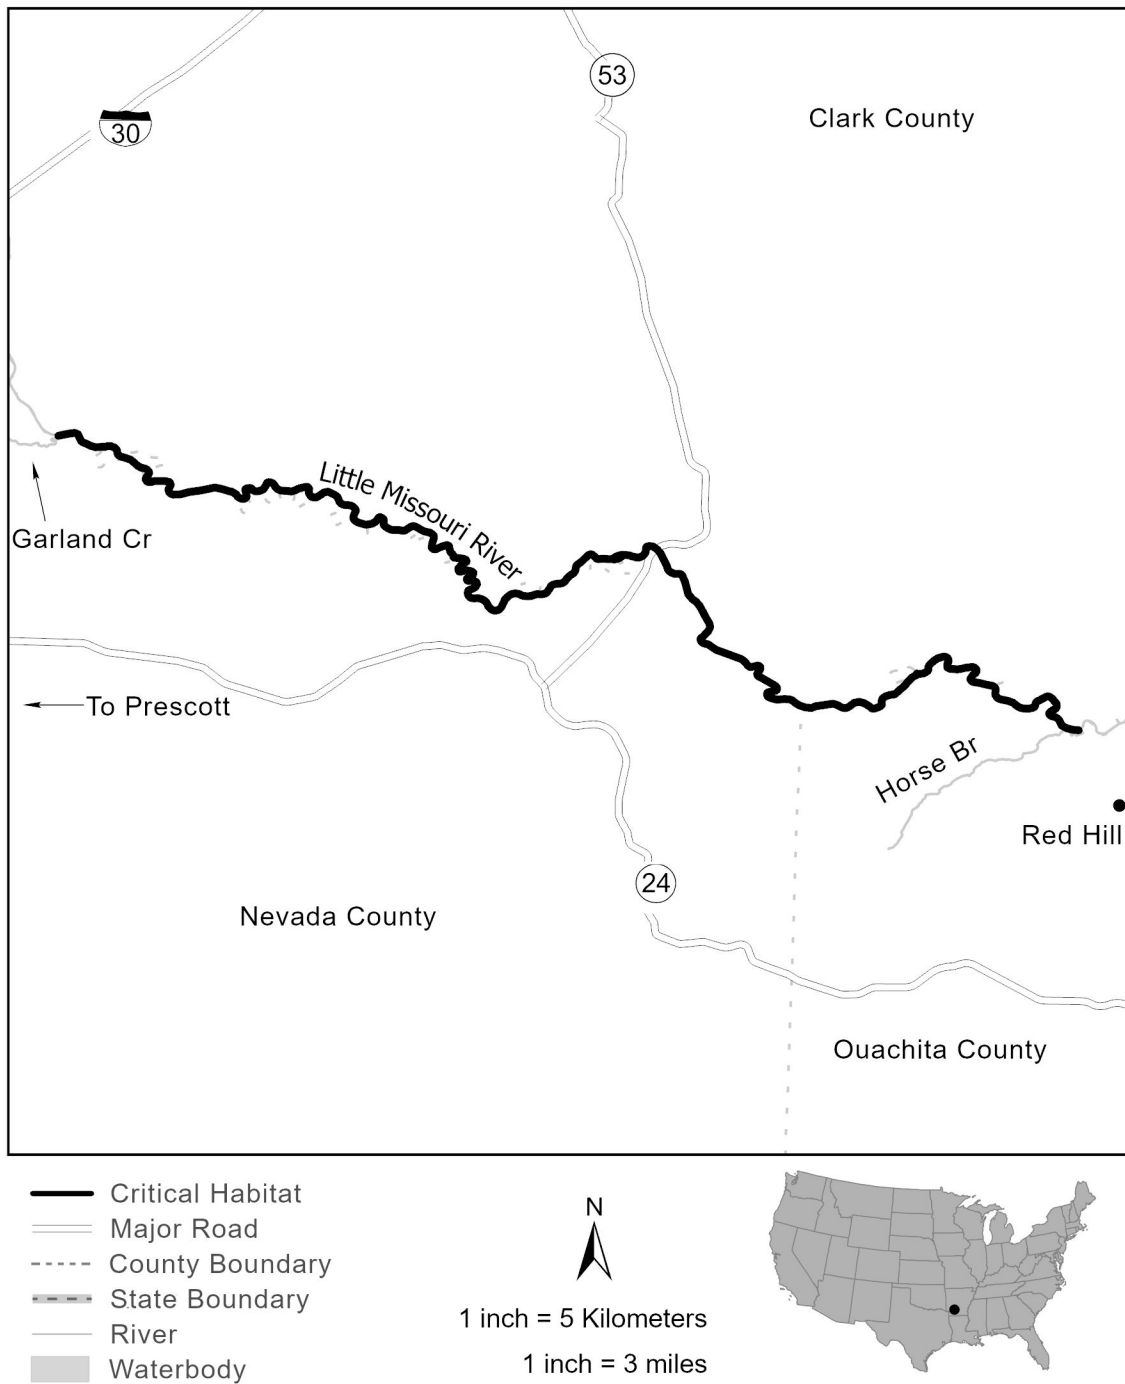 53
Clark County
30
Little Missouri River
Garland Cr
To Prescott
Horse Br
Red Hill
24
Nevada County
Ouachita County
Critical Habitat
Major Road
County Boundary
State Boundary
River
Waterbody
N
1 inch = 5 Kilometers
1 inch = 3 miles